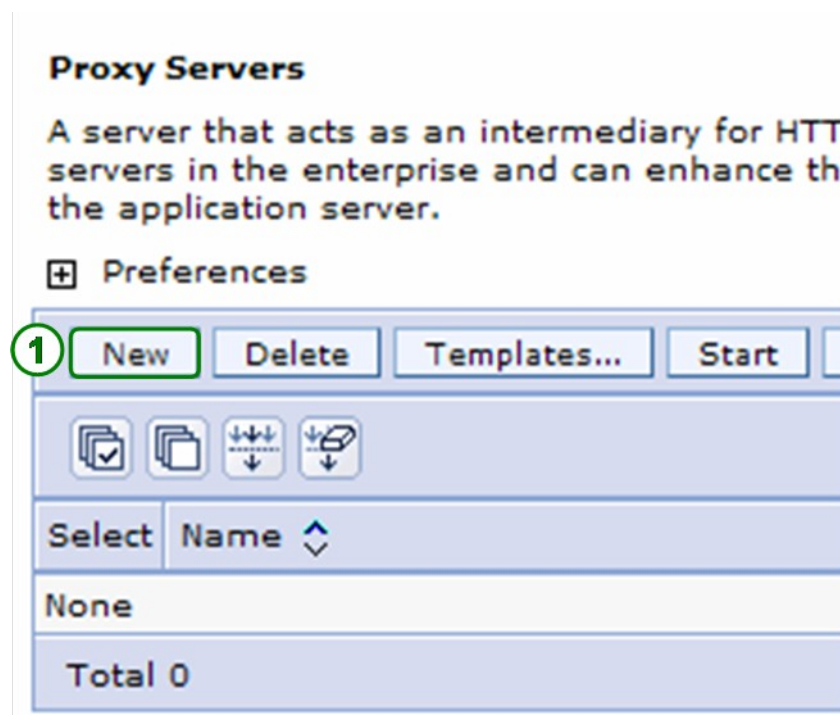 Proxy Servers
A server that acts as an intermediary for HTT
servers in the enterprise and can enhance th
the application server.
Preferences
1 New Delete Templates... Start
Select Name
None
Total 0